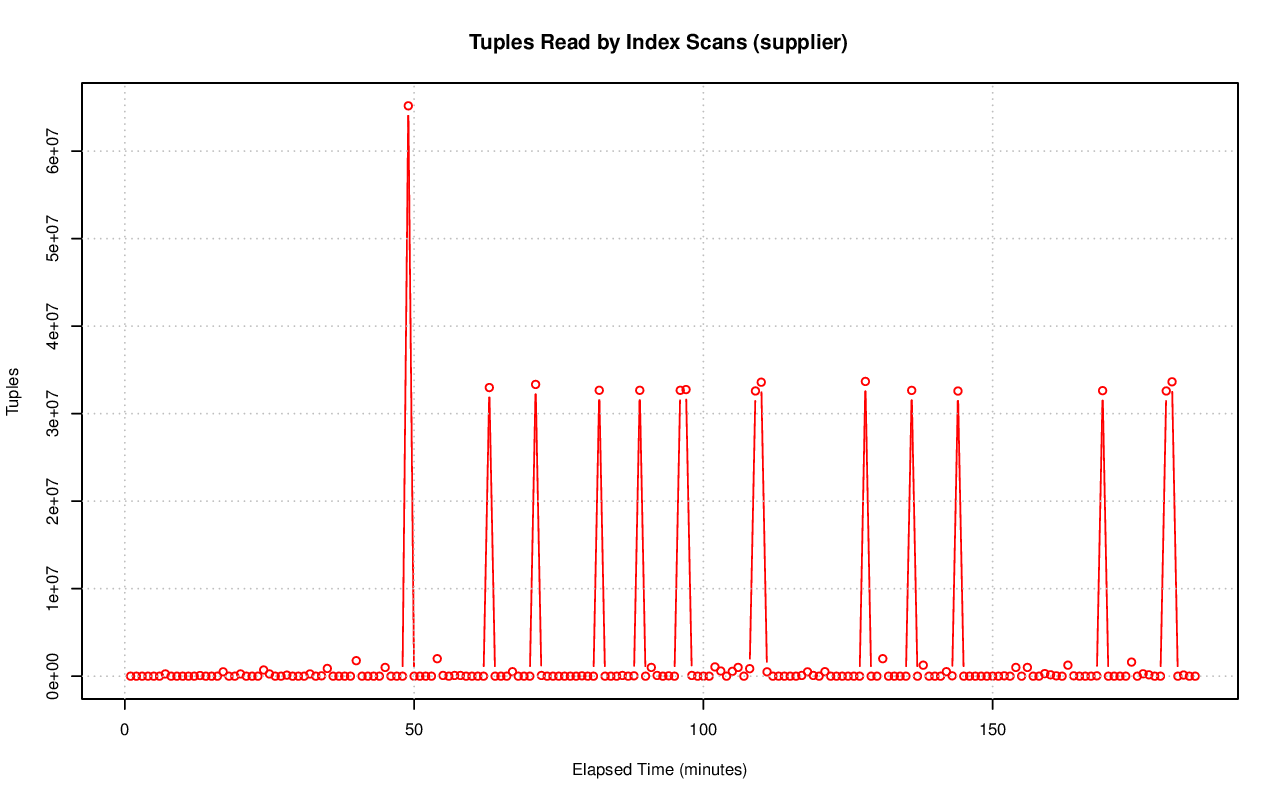 Tuples Read by Index Scans (supplier)
Tuples
6e+07
5e+07
4e+07
3e+07
2e+07
1e+07
0e+00
0 50 100 150
Elapsed Time (minutes)